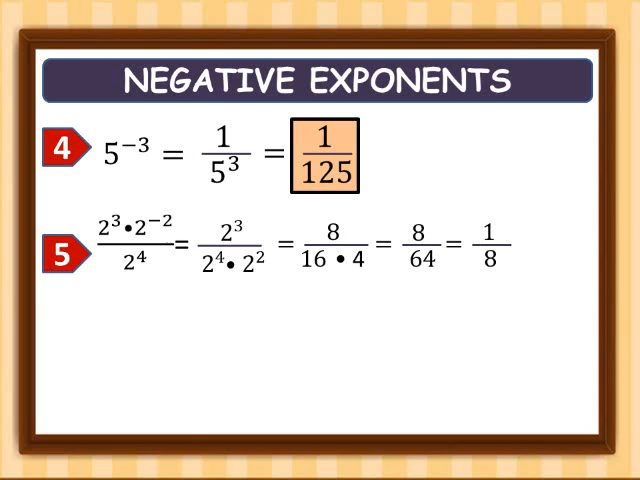 NEGATIVE EXPONENTS
4 5⁻³ = 1/5³ = 1/125
5 2³•2⁻²/2⁴ = 2³/2⁴• 2² = 8/16 • 4 = 8/64 = 1/8